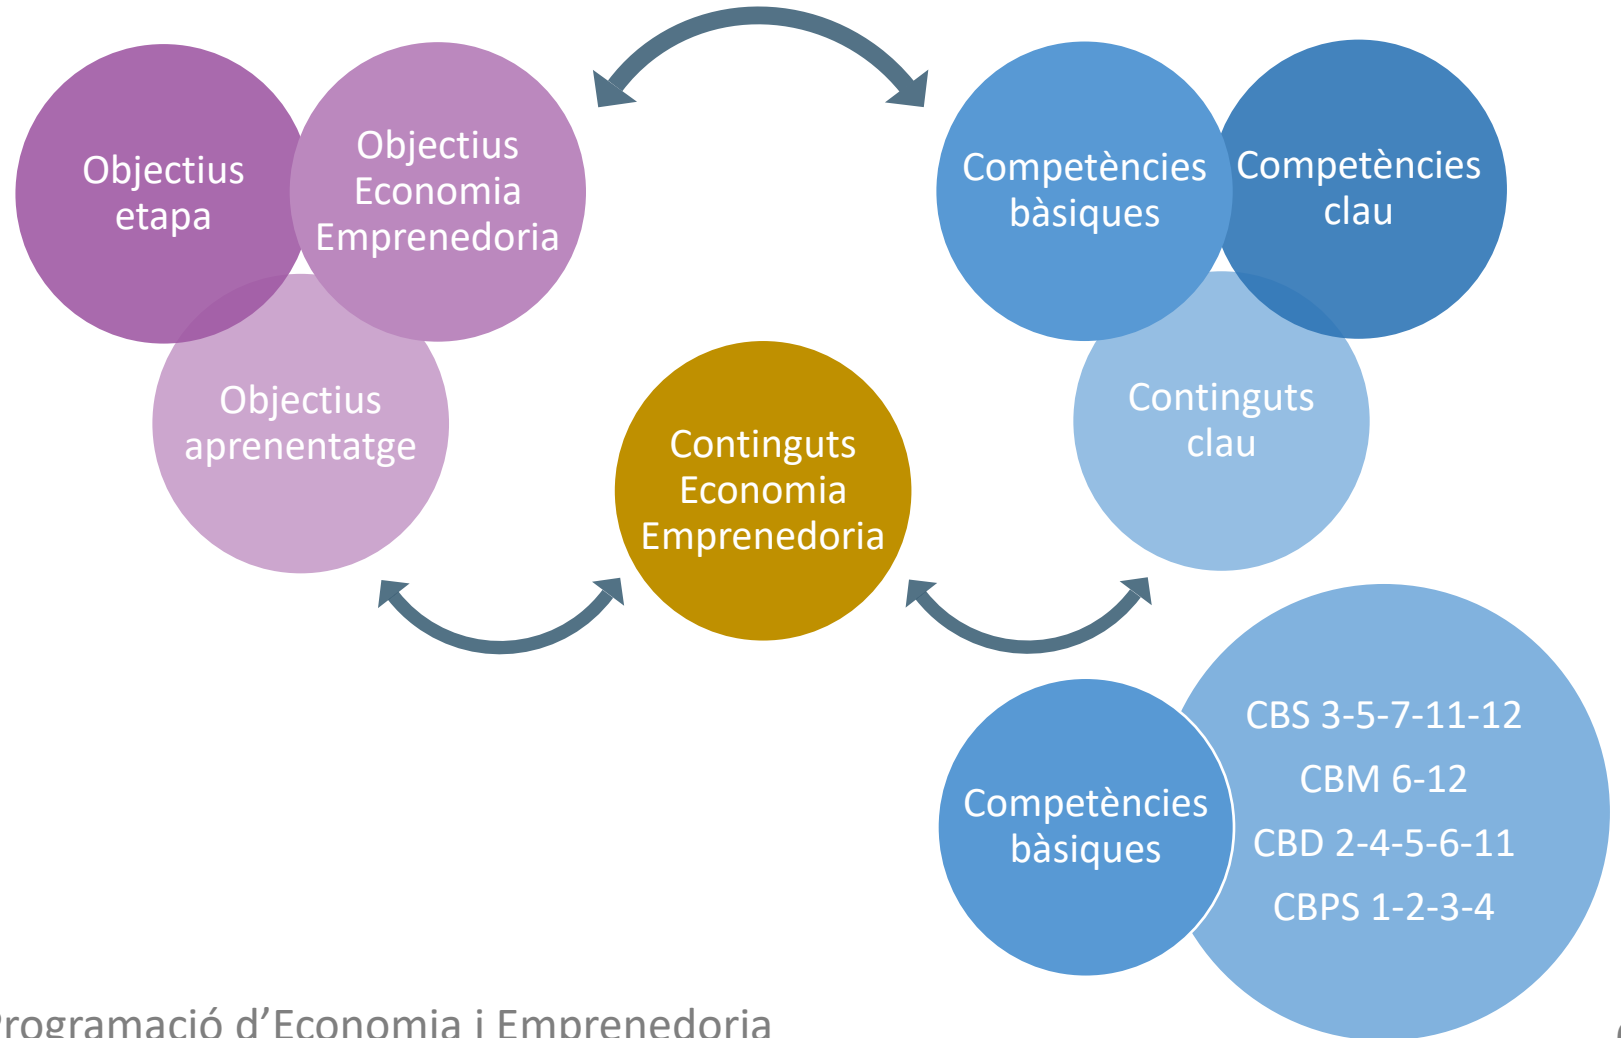 Objectius
etapa
Objectius
Economia
Emprenedoria
Objectius
aprenentatge
Continguts
Economia
Emprenedoria
Competències
bàsiques
Competències
clau
Continguts
clau
Competències
bàsiques
CBS 3-5-7-11-12
CBM 6-12
CBD 2-4-5-6-11
CBPS 1-2-3-4
Programació d’Economia i Emprenedoria